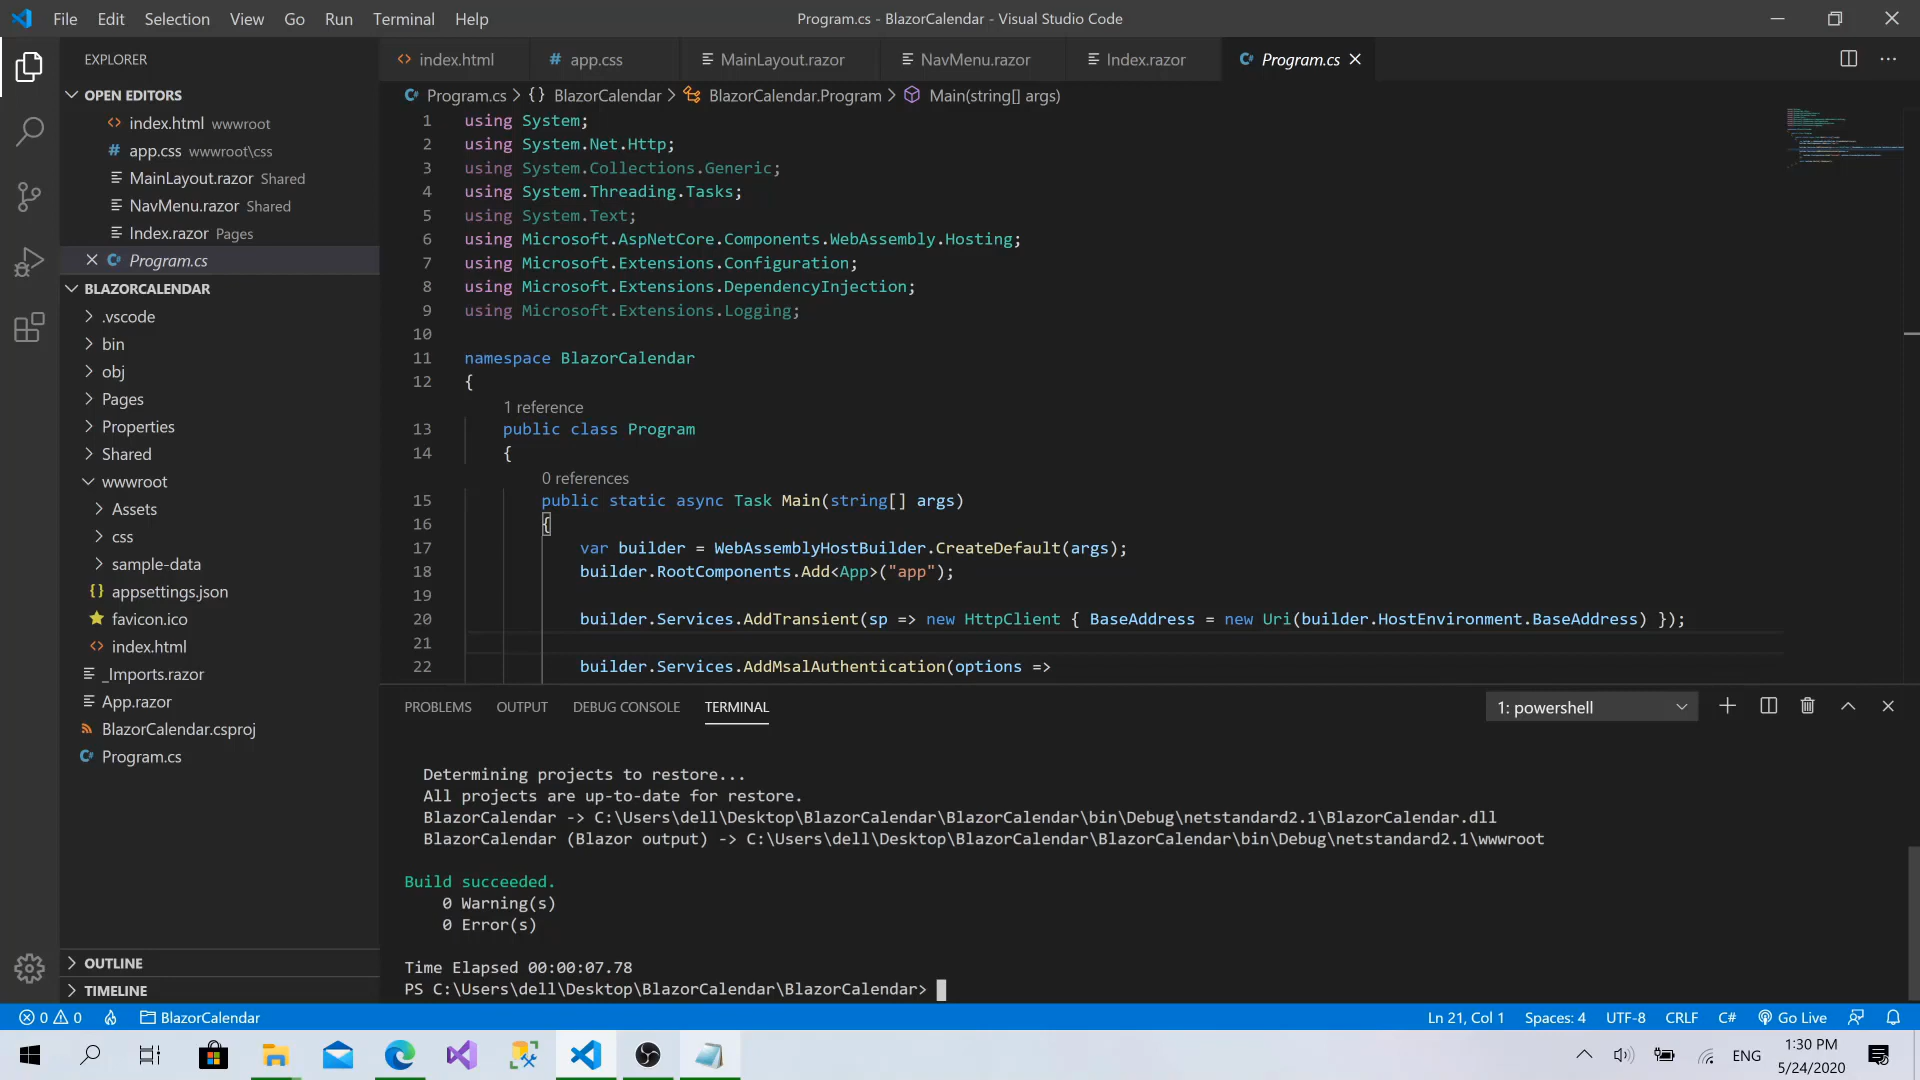 File Edit Selection View Go Run Terminal Help
Program.cs - BlazorCalendar - Visual Studio Code
EXPLORER
OPEN EDITORS
index.html wwwroot
app.css wwwroot\css
MainLayout.razor Shared
NavMenu.razor Shared
Index.razor Pages
Program.cs
BLAZORCALENDAR
.vscode
bin
obj
Pages
Properties
Shared
wwwroot
Assets
css
sample-data
appsettings.json
favicon.ico
index.html
_Imports.razor
App.razor
BlazorCalendar.csproj
Program.cs
OUTLINE
TIMELINE
index.html app.css MainLayout.razor NavMenu.razor Index.razor Program.cs
Program.cs > {} BlazorCalendar > BlazorCalendar.Program > Main(string[] args)
1 using System;
2 using System.Net.Http;
3 using System.Collections.Generic;
4 using System.Threading.Tasks;
5 using System.Text;
6 using Microsoft.AspNetCore.Components.WebAssembly.Hosting;
7 using Microsoft.Extensions.Configuration;
8 using Microsoft.Extensions.DependencyInjection;
9 using Microsoft.Extensions.Logging;
10
11 namespace BlazorCalendar
12 {
1 reference
13 public class Program
14 {
0 references
15 public static async Task Main(string[] args)
16 {
17 var builder = WebAssemblyHostBuilder.CreateDefault(args);
18 builder.RootComponents.Add<App>("app");
19
20 builder.Services.AddTransient(sp => new HttpClient { BaseAddress = new Uri(builder.HostEnvironment.BaseAddress) });
21
22 builder.Services.AddMsalAuthentication(options =>
PROBLEMS OUTPUT DEBUG CONSOLE TERMINAL
1: powershell
Determining projects to restore...
All projects are up-to-date for restore.
BlazorCalendar -> C:\Users\dell\Desktop\BlazorCalendar\BlazorCalendar\bin\Debug\netstandard2.1\BlazorCalendar.dll
BlazorCalendar (Blazor output) -> C:\Users\dell\Desktop\BlazorCalendar\BlazorCalendar\bin\Debug\netstandard2.1\wwwroot
Build succeeded.
0 Warning(s)
0 Error(s)
Time Elapsed 00:00:07.78
PS C:\Users\dell\Desktop\BlazorCalendar\BlazorCalendar>
0 0 BlazorCalendar
Ln 21, Col 1 Spaces: 4 UTF-8 CRLF C# Go Live
ENG
1:30 PM
5/24/2020